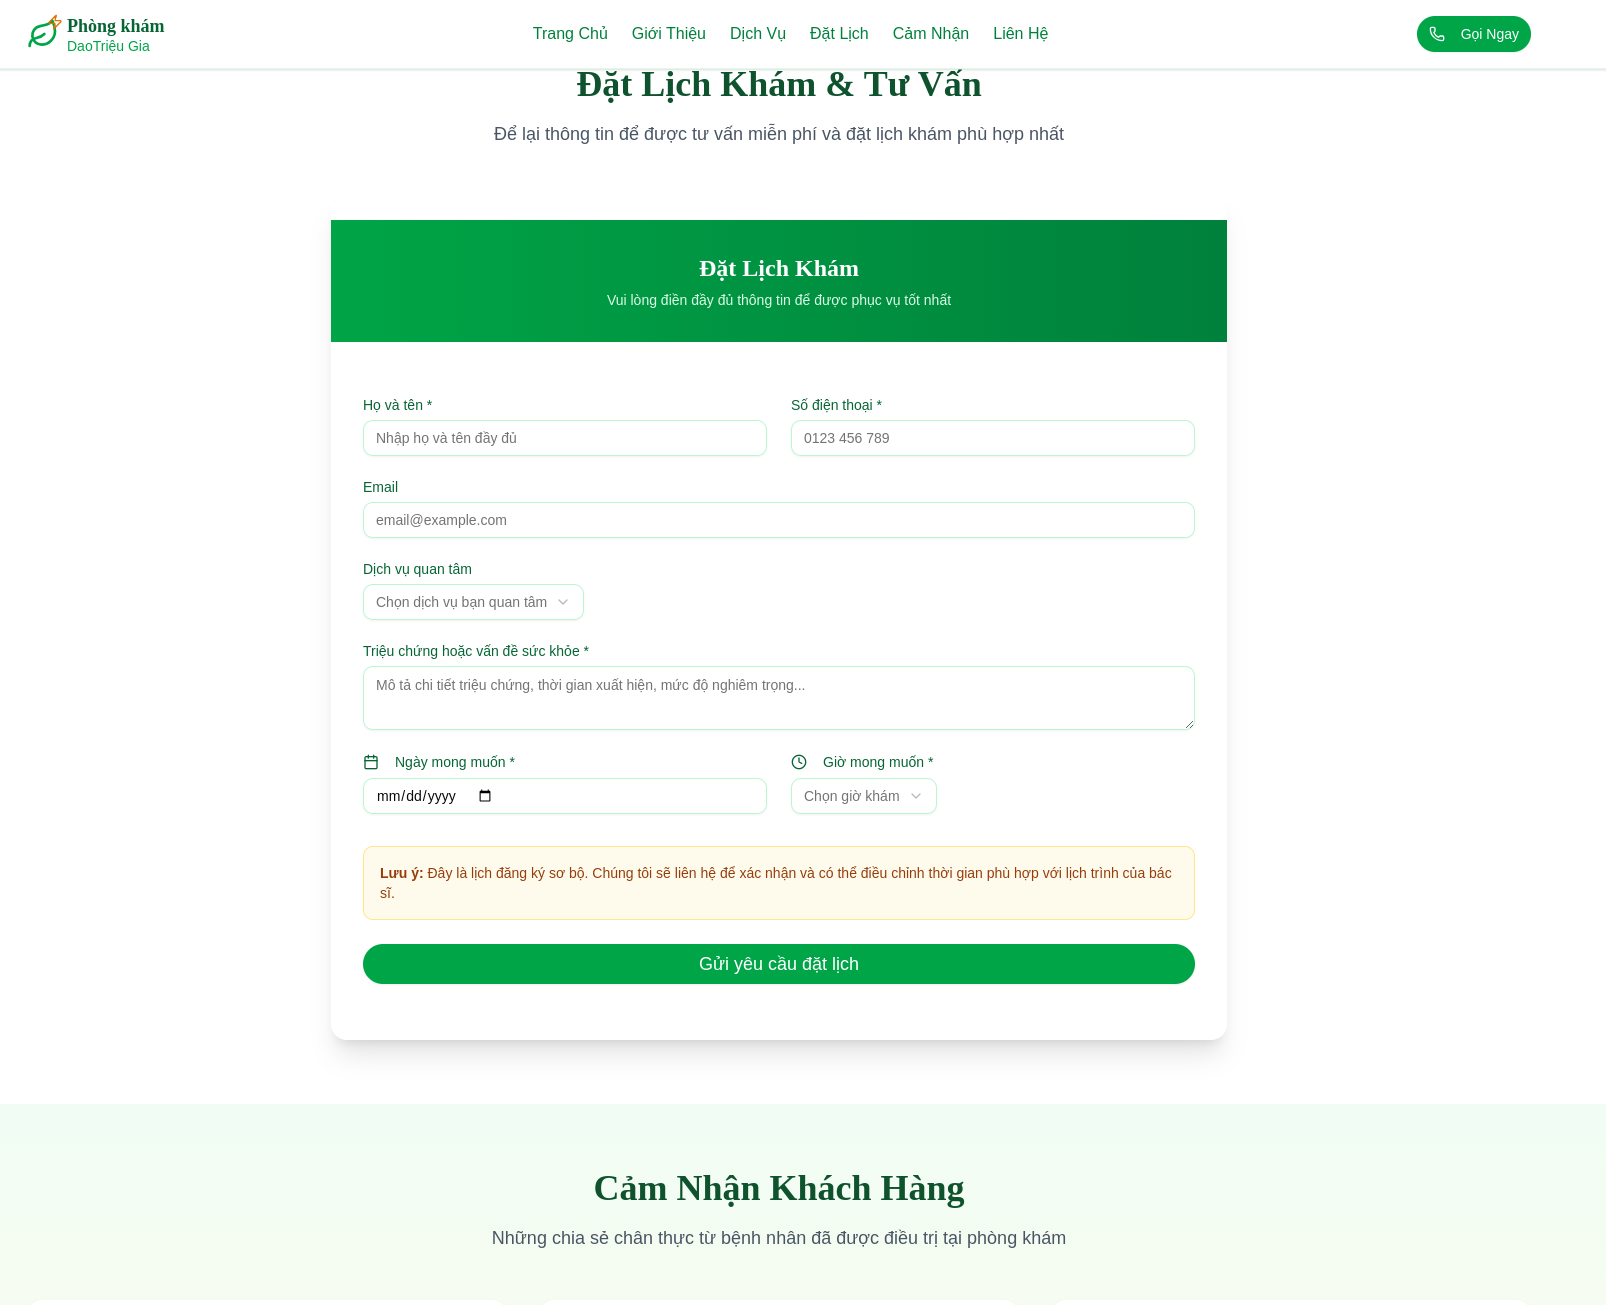 Phòng khám
DaoTriệu Gia
Trang Chủ
Giới Thiệu
Dịch Vụ
Đặt Lịch
Cảm Nhận
Liên Hệ
Gọi Ngay
Đặt Lịch Khám & Tư Vấn
Để lại thông tin để được tư vấn miễn phí và đặt lịch khám phù hợp nhất
Đặt Lịch Khám
Vui lòng điền đầy đủ thông tin để được phục vụ tốt nhất
Họ và tên *
Nhập họ và tên đầy đủ
Số điện thoại *
0123 456 789
Email
email@example.com
Dịch vụ quan tâm
Chọn dịch vụ bạn quan tâm
Triệu chứng hoặc vấn đề sức khỏe *
Mô tả chi tiết triệu chứng, thời gian xuất hiện, mức độ nghiêm trọng...
Ngày mong muốn *
mm/dd/yyyy
Giờ mong muốn *
Chọn giờ khám
Lưu ý: Đây là lịch đăng ký sơ bộ. Chúng tôi sẽ liên hệ để xác nhận và có thể điều chỉnh thời gian phù hợp với lịch trình của bác
sĩ.
Gửi yêu cầu đặt lịch
Cảm Nhận Khách Hàng
Những chia sẻ chân thực từ bệnh nhân đã được điều trị tại phòng khám